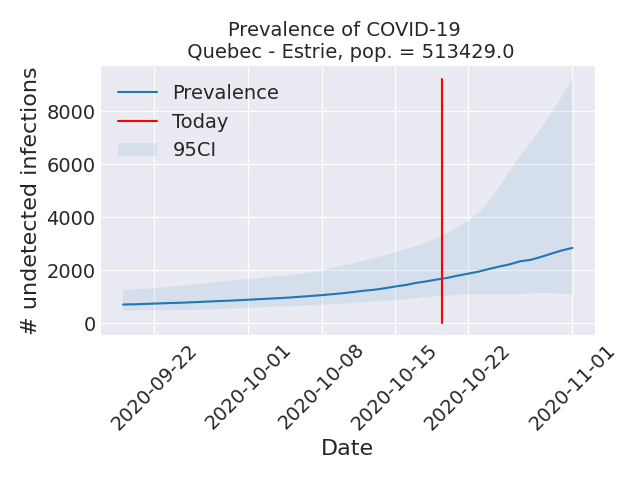 Prevalence of COVID-19
Quebec - Estrie, pop. = 513429.0
Prevalence
Today
95CI
# undetected infections
8000
6000
4000
2000
0
2020-09-22
2020-10-01
2020-10-08
2020-10-15
2020-10-22
2020-11-01
Date